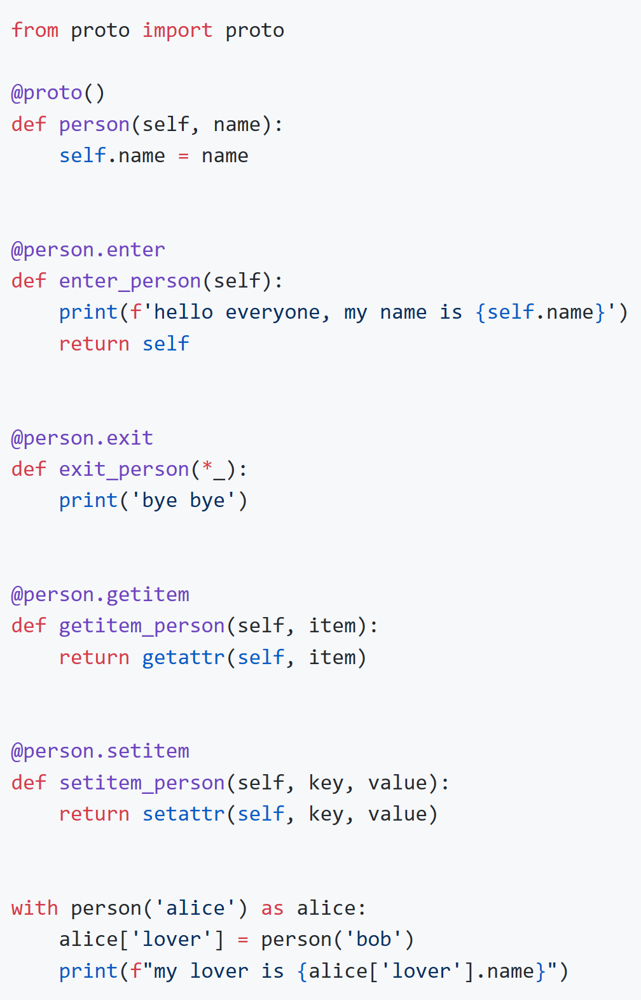 from proto import proto

@proto()
def person(self, name):
    self.name = name


@person.enter
def enter_person(self):
    print(f'hello everyone, my name is {self.name}')
    return self


@person.exit
def exit_person(*_):
    print('bye bye')


@person.getitem
def getitem_person(self, item):
    return getattr(self, item)


@person.setitem
def setitem_person(self, key, value):
    return setattr(self, key, value)


with person('alice') as alice:
    alice['lover'] = person('bob')
    print(f"my lover is {alice['lover'].name}")